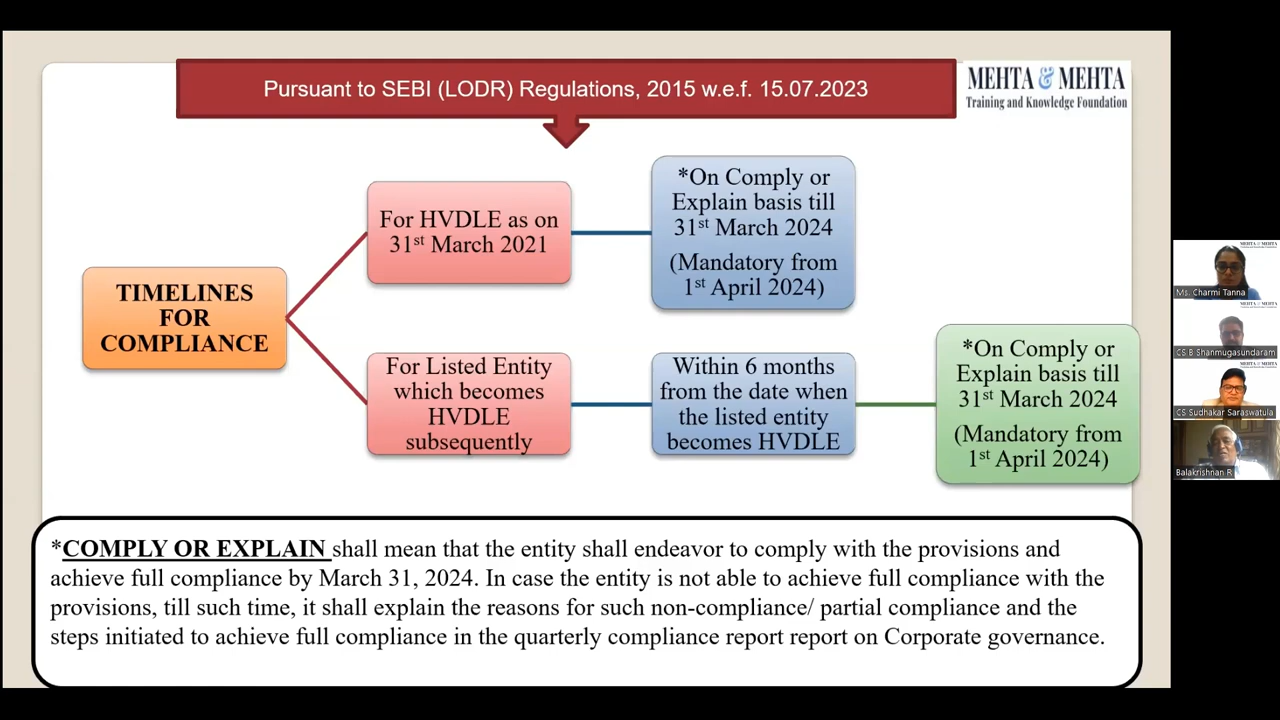 Pursuant to SEBI (LODR) Regulations, 2015 w.e.f. 15.07.2023
MEHTA & MEHTA
Training and Knowledge Foundation
TIMELINES
FOR
COMPLIANCE
For HVDLE as on
31st March 2021
*On Comply or
Explain basis till
31st March 2024
(Mandatory from
1st April 2024)
For Listed Entity
which becomes
HVDLE
subsequently
Within 6 months
from the date when
the listed entity
becomes HVDLE
*On Comply or
Explain basis till
31st March 2024
(Mandatory from
1st April 2024)
*COMPLY OR EXPLAIN shall mean that the entity shall endeavor to comply with the provisions and
achieve full compliance by March 31, 2024. In case the entity is not able to achieve full compliance with the
provisions, till such time, it shall explain the reasons for such non-compliance/ partial compliance and the
steps initiated to achieve full compliance in the quarterly compliance report report on Corporate governance.
MEHTA & MEHTA
Ms. Charmi Tanna
MEHTA & MEHTA
CS B Shanmugasundaram
MEHTA & MEHTA
CS Sudhakar Saraswatula
Balakrishnan R